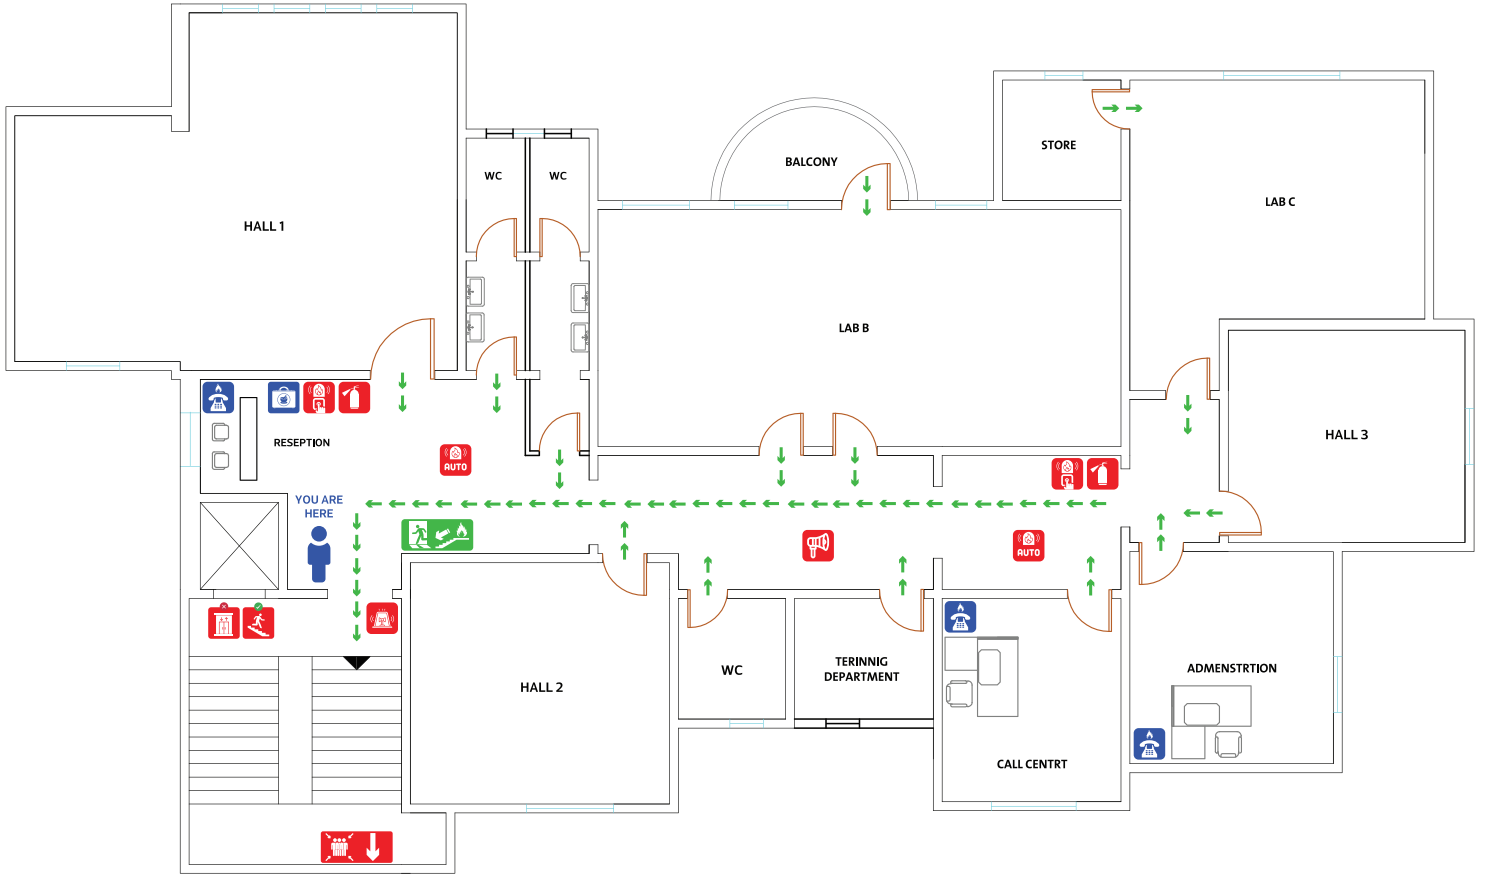 BALCONY
STORE
WC
WC
LAB C
HALL 1
LAB B
HALL 3
RESEPTION
AUTO
YOU ARE
HERE
AUTO
TERINNIG
DEPARTMENT
WC
ADMENSTRTION
HALL 2
CALL CENTRT